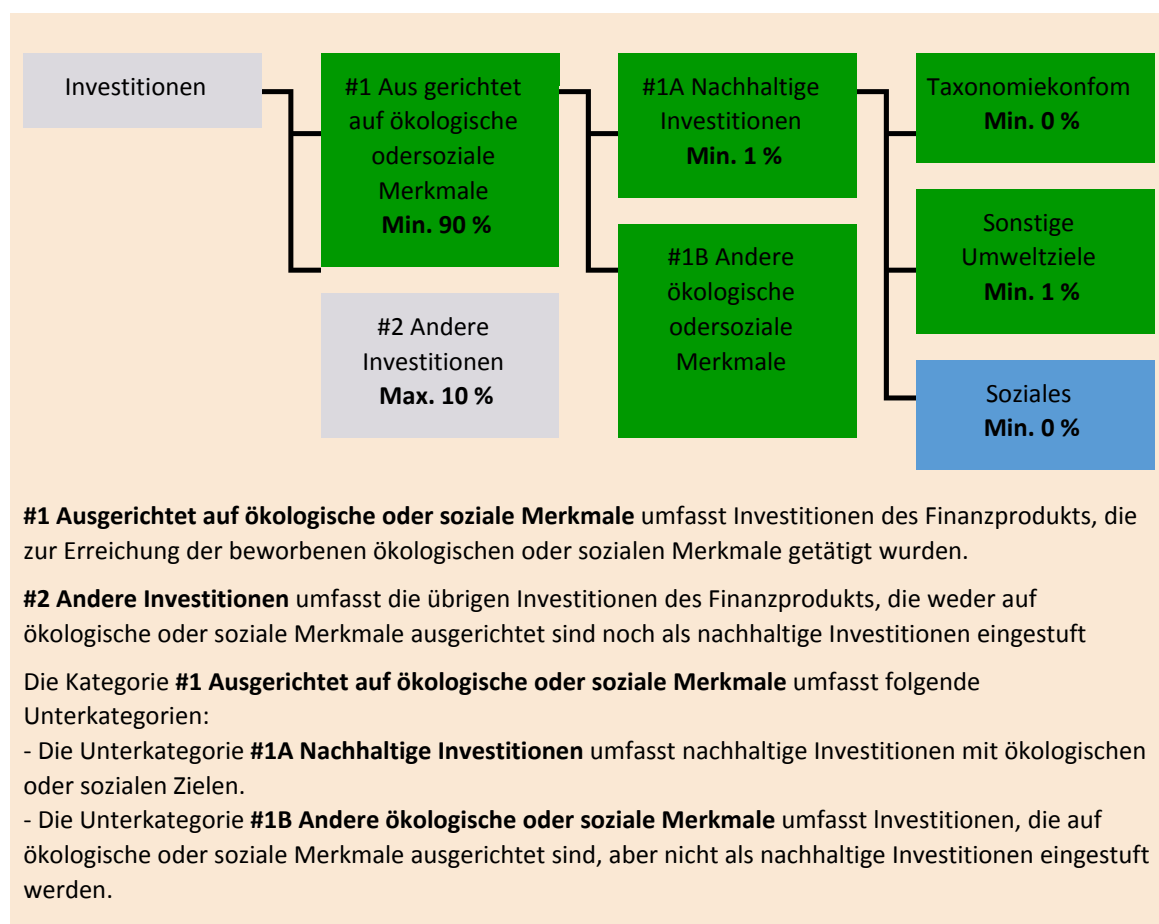 Investitionen
#1 Aus gerichtet
auf ökologische
odersoziale
Merkmale
Min. 90 %
#2 Andere
Investitionen
Max. 10 %
#1A Nachhaltige
Investitionen
Min. 1 %
#1B Andere
ökologische
odersoziale
Merkmale
Taxonomiekonfom
Min. 0 %
Sonstige
Umweltziele
Min. 1 %
Soziales
Min. 0 %
#1 Ausgerichtet auf ökologische oder soziale Merkmale umfasst Investitionen des Finanzprodukts, die
zur Erreichung der beworbenen ökologischen oder sozialen Merkmale getätigt wurden.
#2 Andere Investitionen umfasst die übrigen Investitionen des Finanzprodukts, die weder auf
ökologische oder soziale Merkmale ausgerichtet sind noch als nachhaltige Investitionen eingestuft
Die Kategorie #1 Ausgerichtet auf ökologische oder soziale Merkmale umfasst folgende
Unterkategorien:
- Die Unterkategorie #1A Nachhaltige Investitionen umfasst nachhaltige Investitionen mit ökologischen
oder sozialen Zielen.
- Die Unterkategorie #1B Andere ökologische oder soziale Merkmale umfasst lnvestitionen, die auf
ökologische oder soziale Merkmale ausgerichtet sind, aber nicht als nachhaltige Investitionen eingestuft
werden.